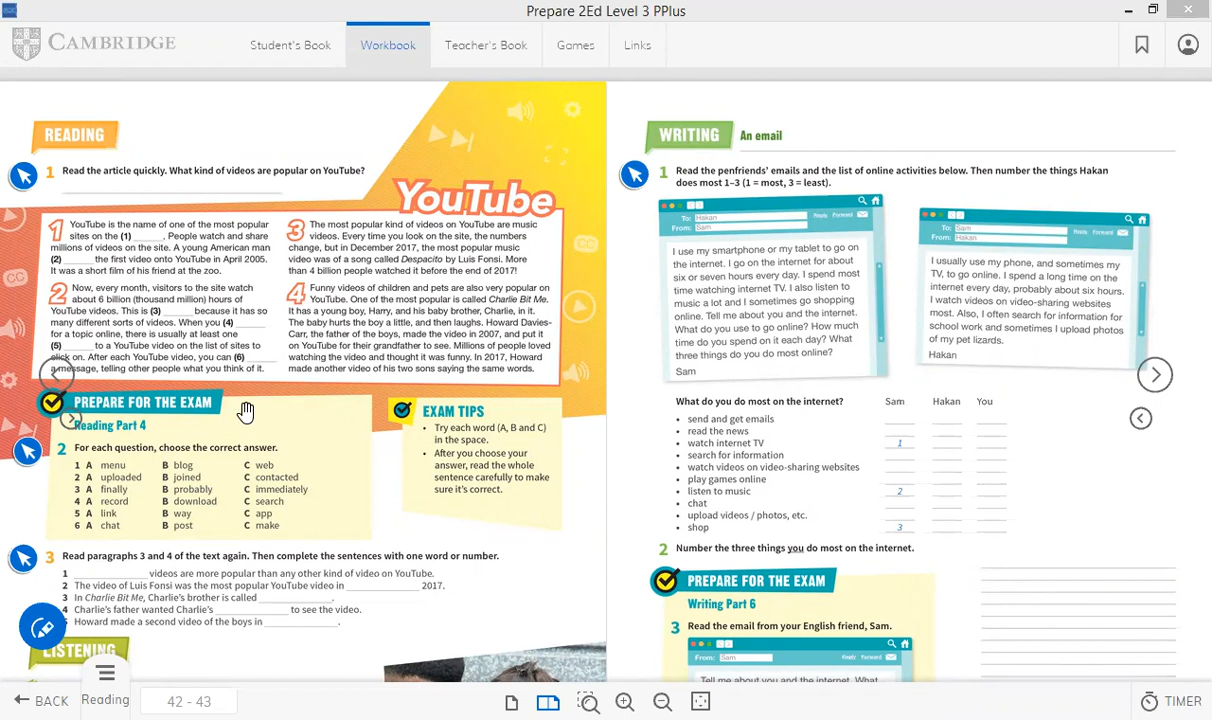 Prepare 2Ed Level 3 PPlus
CAMBRIDGE
Student's Book
Workbook
Teacher's Book
Games
Links
READING
1 Read the article quickly. What kind of videos are popular on YouTube?
YouTube
1 YouTube is the name of one of the most popular
sites on the (1) ______. People watch and share
millions of videos on the site. A young American man
(2) ______ the first video onto YouTube in April 2005.
It was a short film of his friend at the zoo.
2 Now, every month, visitors to the site watch
about 6 billion (thousand million) hours of
YouTube videos. This is (3) ______ because it has so
many different sorts of videos. When you (4) ______
for a topic online, there is usually at least one
(5) ______ to a YouTube video on the list of sites to
click on. After each YouTube video, you can (6) ______
a message, telling other people what you think of it.
3 The most popular kind of videos on YouTube are music
videos. Every time you look on the site, the numbers
change, but in December 2017, the most popular music
video was of a song called Despacito by Luis Fonsi. More
than 4 billion people watched it before the end of 2017!
4 Funny videos of children and pets are also very popular on
YouTube. One of the most popular is called Charlie Bit Me.
It has a young boy, Harry, and his baby brother, Charlie, in it.
The baby hurts the boy a little, and then laughs. Howard Davies-
Carr, the father of the boys, made the video in 2007, and put it
on YouTube for their grandfather to see. Millions of people loved
watching the video and thought it was funny. In 2017, Howard
made another video of his two sons saying the same words.
CC
CC
PREPARE FOR THE EXAM
Reading Part 4
2 For each question, choose the correct answer.
1 A menu B blog C web
2 A uploaded B joined C contacted
3 A finally B probably C immediately
4 A record B download C search
5 A link B way C app
6 A chat B post C make
EXAM TIPS
• Try each word (A, B and C)
in the space.
• After you choose your
answer, read the whole
sentence carefully to make
sure it's correct.
3 Read paragraphs 3 and 4 of the text again. Then complete the sentences with one word or number.
1 ______ videos are more popular than any other kind of video on YouTube.
2 The video of Luis Fonsi was the most popular YouTube video in ______ 2017.
3 In Charlie Bit Me, Charlie's brother is called ______.
4 Charlie's father wanted Charlie's ______ to see the video.
Howard made a second video of the boys in ______.
LISTENING
WRITING An email
1 Read the penfriends' emails and the list of online activities below. Then number the things Hakan
does most 1–3 (1 = most, 3 = least).
To: Hakan
From: Sam
Reply Forward
I use my smartphone or my tablet to go on
the internet. I go on the internet for about
six or seven hours every day. I spend most
time watching internet TV. I also listen to
music a lot and I sometimes go shopping
online. Tell me about you and the internet.
What do you use to go online? How much
time do you spend on it each day? What
three things do you do most online?
Sam
To: Sam
From: Hakan
Reply Forward
I usually use my phone, and sometimes my
TV, to go online. I spend a long time on the
internet every day, probably about six hours.
I watch videos on video-sharing websites
most. Also, I often search for information for
school work and sometimes I upload photos
of my pet lizards.
Hakan
What do you do most on the internet? Sam Hakan You
• send and get emails
• read the news
• watch internet TV 1
• search for information
• watch videos on video-sharing websites
• play games online
• listen to music 2
• chat
• upload videos / photos, etc.
• shop 3
2 Number the three things you do most on the internet.
PREPARE FOR THE EXAM
Writing Part 6
3 Read the email from your English friend, Sam.
From: Sam
Reply Forward
Tell me about you and the internet. What
BACK
Reading
42 - 43
TIMER